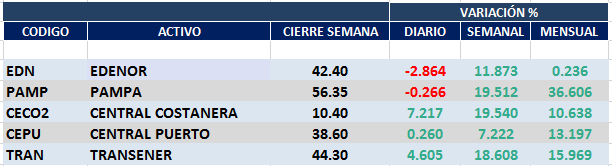 VARIACIÓN %
CODIGO ACTIVO CIERRE SEMANA DIARIO SEMANAL MENSUAL
EDN EDENOR 42.40 -2.864 11.873 0.236
PAMP PAMPA 56.35 -0.266 19.512 36.606
CECO2 CENTRAL COSTANERA 10.40 7.217 19.540 10.638
CEPU CENTRAL PUERTO 38.60 0.260 7.222 13.197
TRAN TRANSENER 44.30 4.605 18.608 15.969